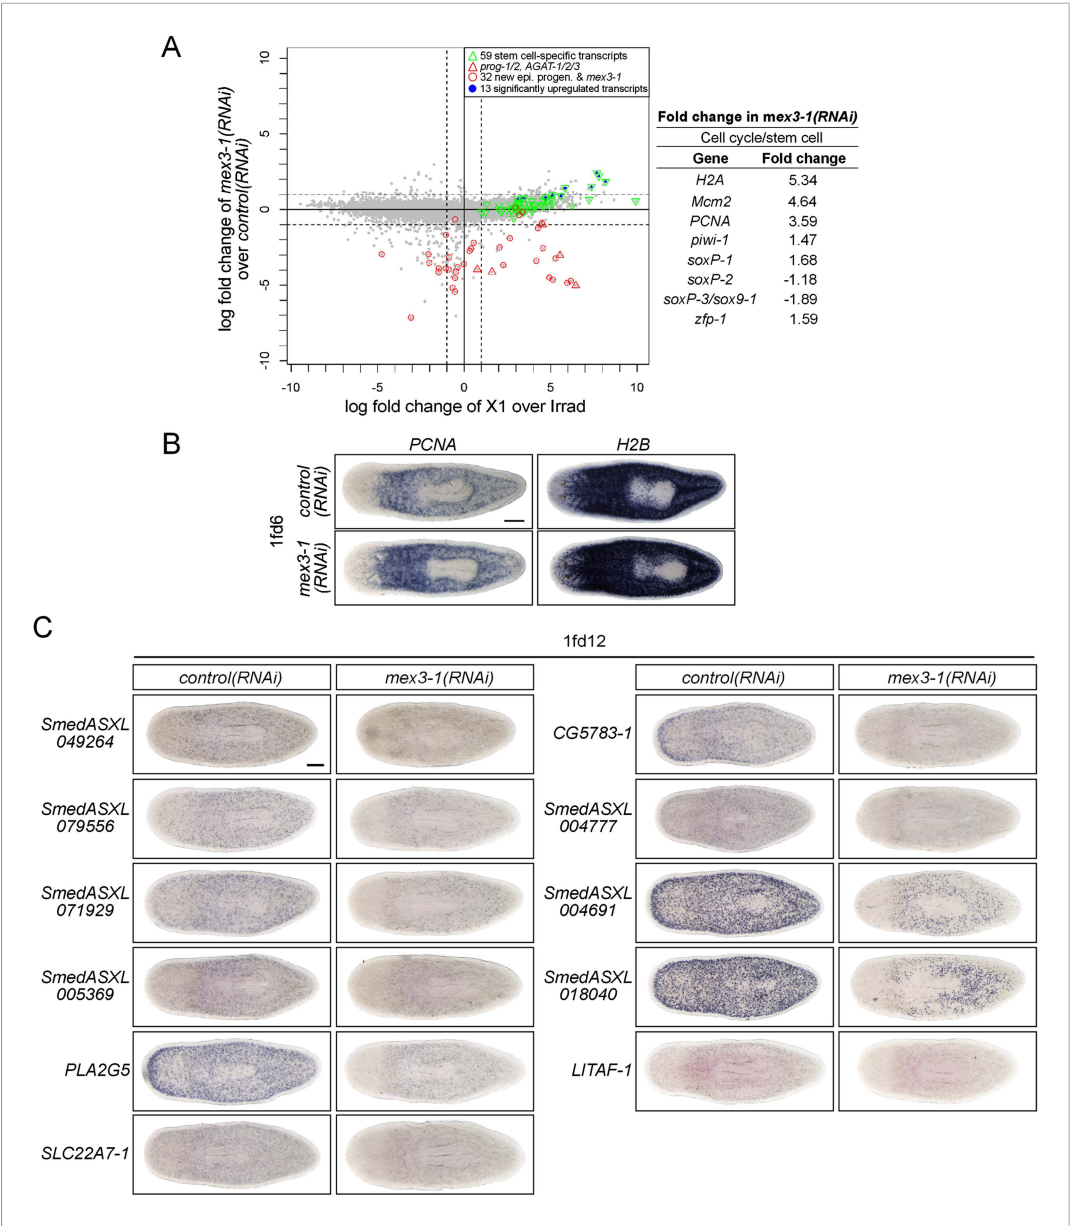 A
log fold change of mex3-1(RNAi)
over control(RNAi)
10
5
0
-5
-10
-10
-5
0
5
10
log fold change of X1 over Irrad
59 stem cell-specific transcripts
prog-1/2, AGAT-1/2/3
32 new epi. progen. & mex3-1
13 significantly upregulated transcripts
Fold change in mex3-1(RNAi)
Cell cycle/stem cell
Gene Fold change
H2A 5.34
Mcm2 4.64
PCNA 3.59
piwi-1 1.47
soxP-1 1.68
soxP-2 -1.18
soxP-3/sox9-1 -1.89
zfp-1 1.59
B
PCNA H2B
1fd6
control
(RNAi)
mex3-1
(RNAi)
C
1fd12
control(RNAi) mex3-1(RNAi)
SmedASXL
049264
SmedASXL
079556
SmedASXL
071929
SmedASXL
005369
PLA2G5
SLC22A7-1
control(RNAi) mex3-1(RNAi)
CG5783-1
SmedASXL
004777
SmedASXL
004691
SmedASXL
018040
LITAF-1